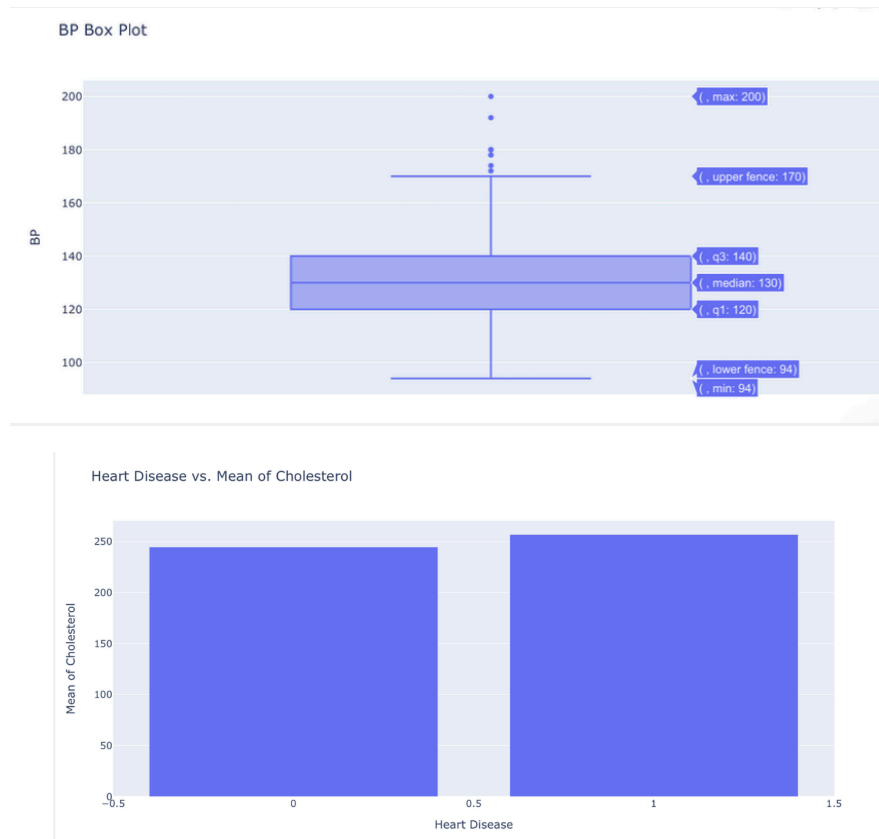 BP Box Plot
200
180
160
140
120
100
BP
( , max: 200)
( , upper fence: 170)
( , q3: 140)
( , median: 130)
( , q1: 120)
( , lower fence: 94)
( , min: 94)
Heart Disease vs. Mean of Cholesterol
250
200
150
100
50
0
Mean of Cholesterol
−0.5
0
0.5
1
1.5
Heart Disease